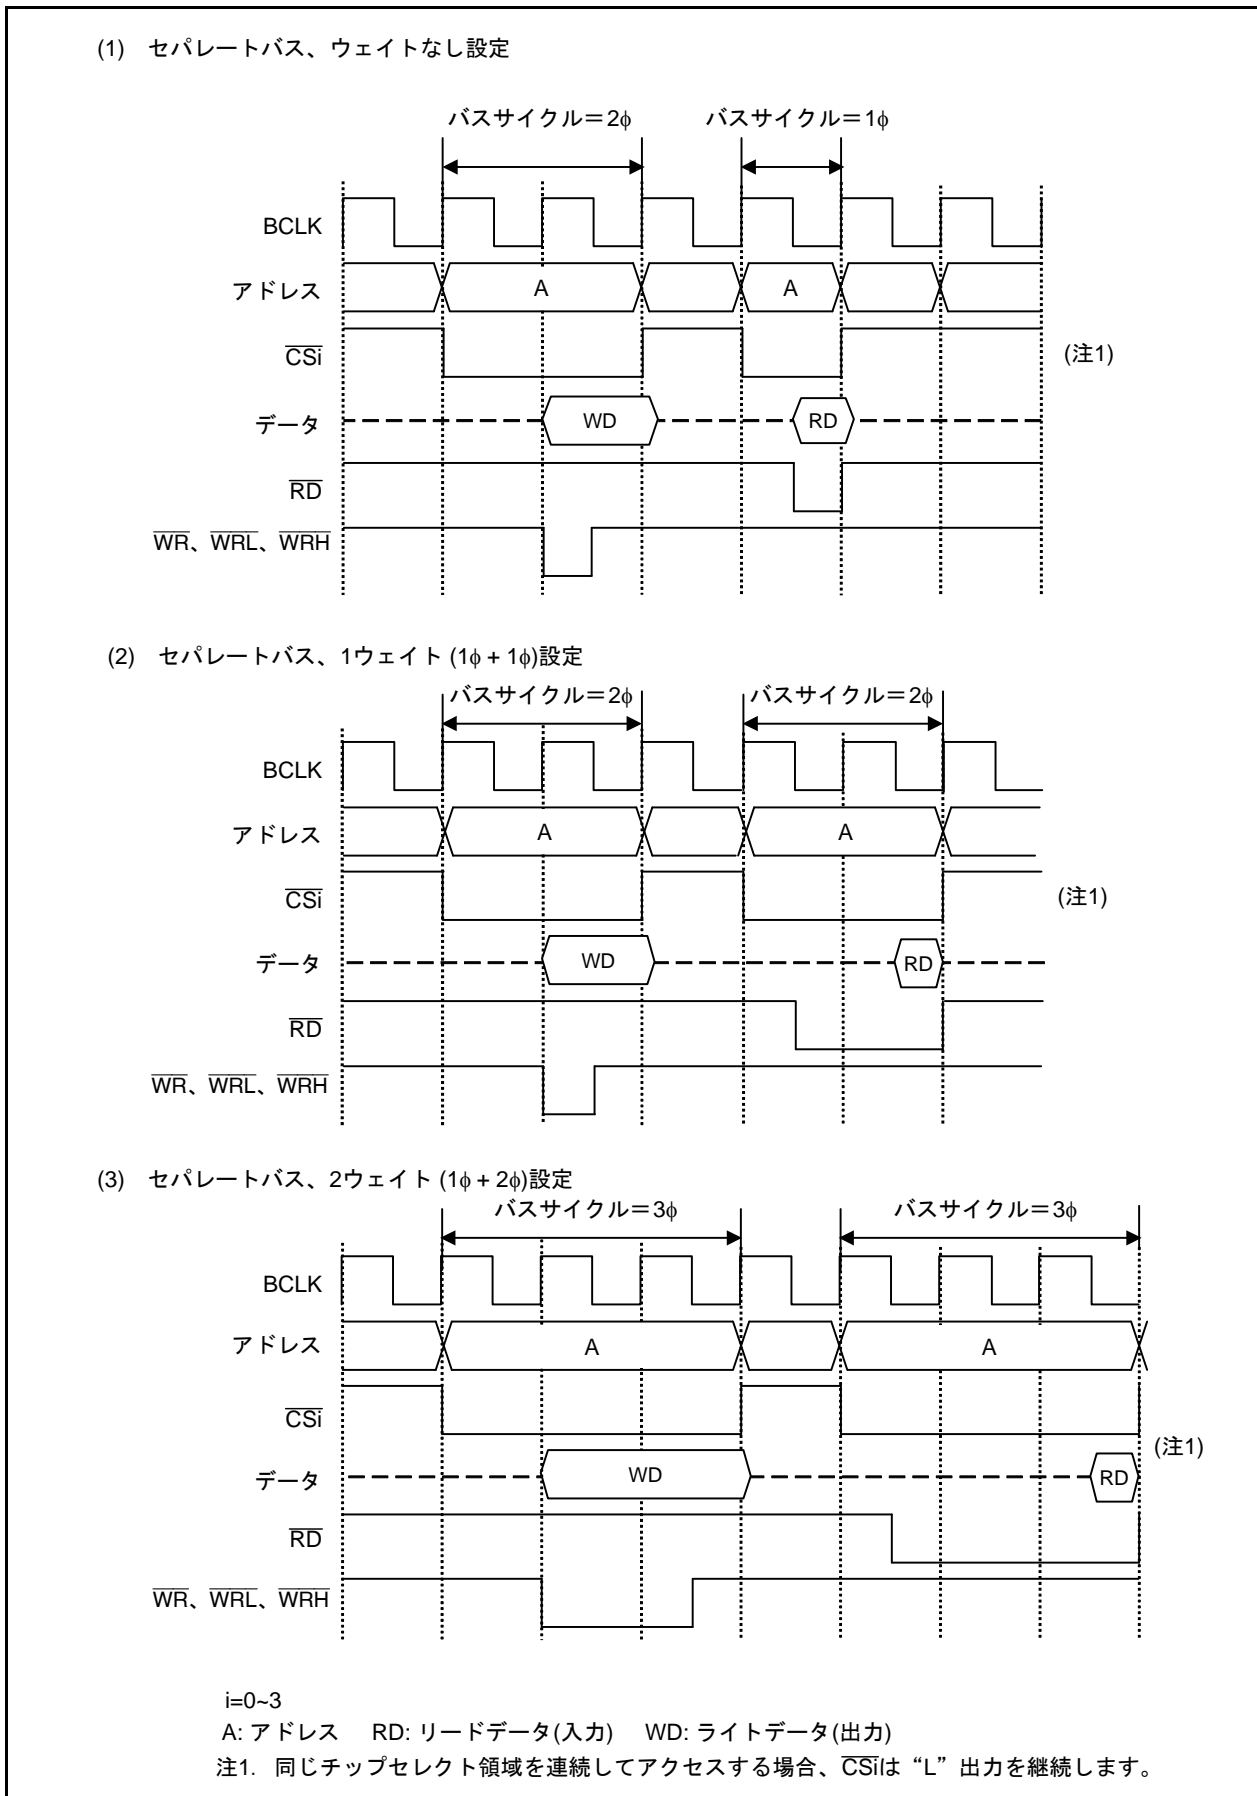 (1) セパレートバス、ウェイトなし設定
バスサイクル＝2φ バスサイクル＝1φ
BCLK
アドレス A A
CSi (注1)
データ WD RD
RD
WR、WRL、WRH
(2) セパレートバス、1ウェイト (1φ + 1φ)設定
バスサイクル＝2φ バスサイクル＝2φ
BCLK
アドレス A A
CSi (注1)
データ WD RD
RD
WR、WRL、WRH
(3) セパレートバス、2ウェイト (1φ + 2φ)設定
バスサイクル＝3φ バスサイクル＝3φ
BCLK
アドレス A A
CSi (注1)
データ WD RD
RD
WR、WRL、WRH
i=0~3
A: アドレス RD: リードデータ(入力) WD: ライトデータ(出力)
注1. 同じチップセレクト領域を連続してアクセスする場合、CSiは“L”出力を継続します。